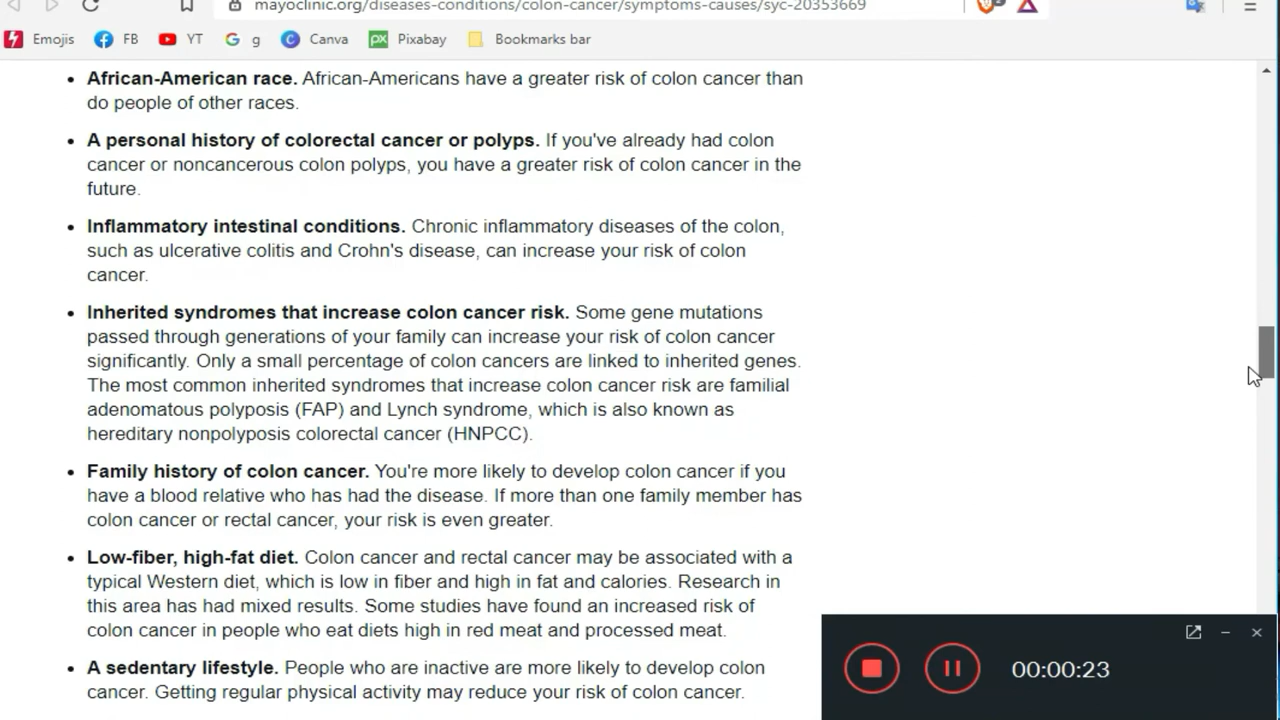 mayoclinic.org/diseases-conditions/colon-cancer/symptoms-causes/syc-20353669
Emojis FB YT G g C Canva px Pixabay Bookmarks bar
• African-American race. African-Americans have a greater risk of colon cancer than
do people of other races.
• A personal history of colorectal cancer or polyps. If you've already had colon
cancer or noncancerous colon polyps, you have a greater risk of colon cancer in the
future.
• Inflammatory intestinal conditions. Chronic inflammatory diseases of the colon,
such as ulcerative colitis and Crohn's disease, can increase your risk of colon
cancer.
• Inherited syndromes that increase colon cancer risk. Some gene mutations
passed through generations of your family can increase your risk of colon cancer
significantly. Only a small percentage of colon cancers are linked to inherited genes.
The most common inherited syndromes that increase colon cancer risk are familial
adenomatous polyposis (FAP) and Lynch syndrome, which is also known as
hereditary nonpolyposis colorectal cancer (HNPCC).
• Family history of colon cancer. You're more likely to develop colon cancer if you
have a blood relative who has had the disease. If more than one family member has
colon cancer or rectal cancer, your risk is even greater.
• Low-fiber, high-fat diet. Colon cancer and rectal cancer may be associated with a
typical Western diet, which is low in fiber and high in fat and calories. Research in
this area has had mixed results. Some studies have found an increased risk of
colon cancer in people who eat diets high in red meat and processed meat.
• A sedentary lifestyle. People who are inactive are more likely to develop colon
cancer. Getting regular physical activity may reduce your risk of colon cancer.
00:00:23